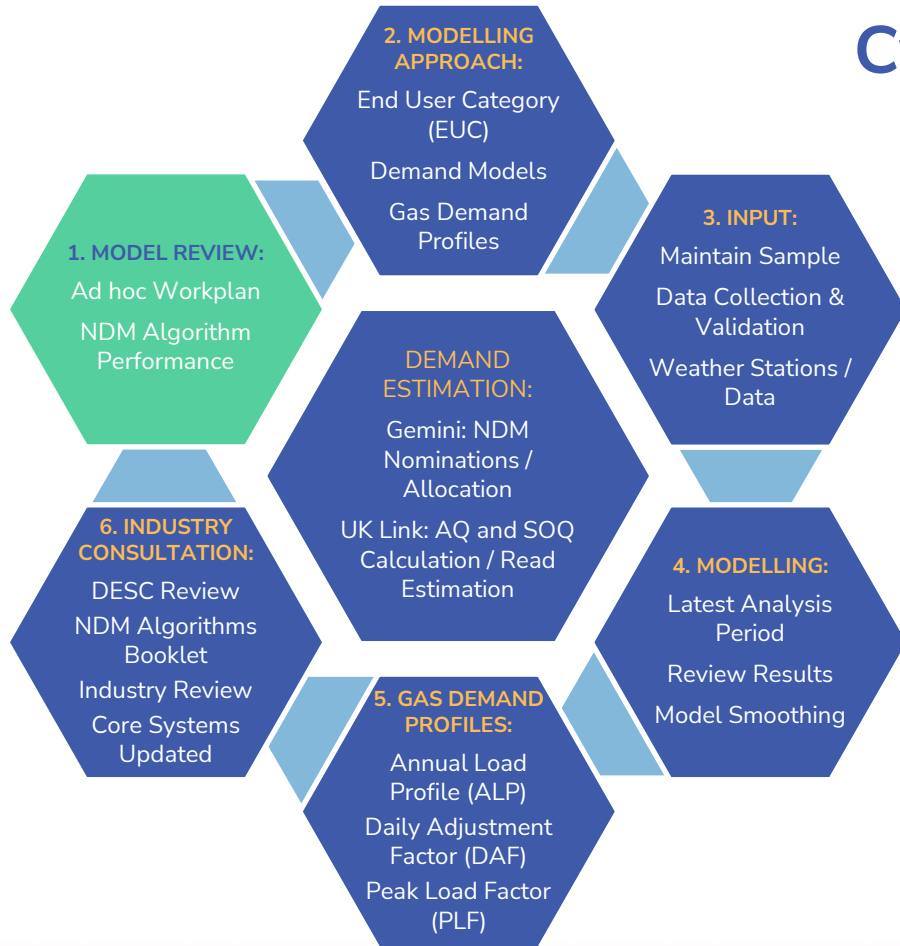 1. MODEL REVIEW:
Ad hoc Workplan
NDM Algorithm
Performance
2. MODELLING
APPROACH:
End User Category
(EUC)
Demand Models
Gas Demand
Profiles
3. INPUT:
Maintain Sample
Data Collection &
Validation
Weather Stations /
Data
4. MODELLING:
Latest Analysis
Period
Review Results
Model Smoothing
5. GAS DEMAND
PROFILES:
Annual Load
Profile (ALP)
Daily Adjustment
Factor (DAF)
Peak Load Factor
(PLF)
6. INDUSTRY
CONSULTATION:
DESC Review
NDM Algorithms
Booklet
Industry Review
Core Systems
Updated
DEMAND
ESTIMATION:
Gemini: NDM
Nominations /
Allocation
UK Link: AQ and SOQ
Calculation / Read
Estimation